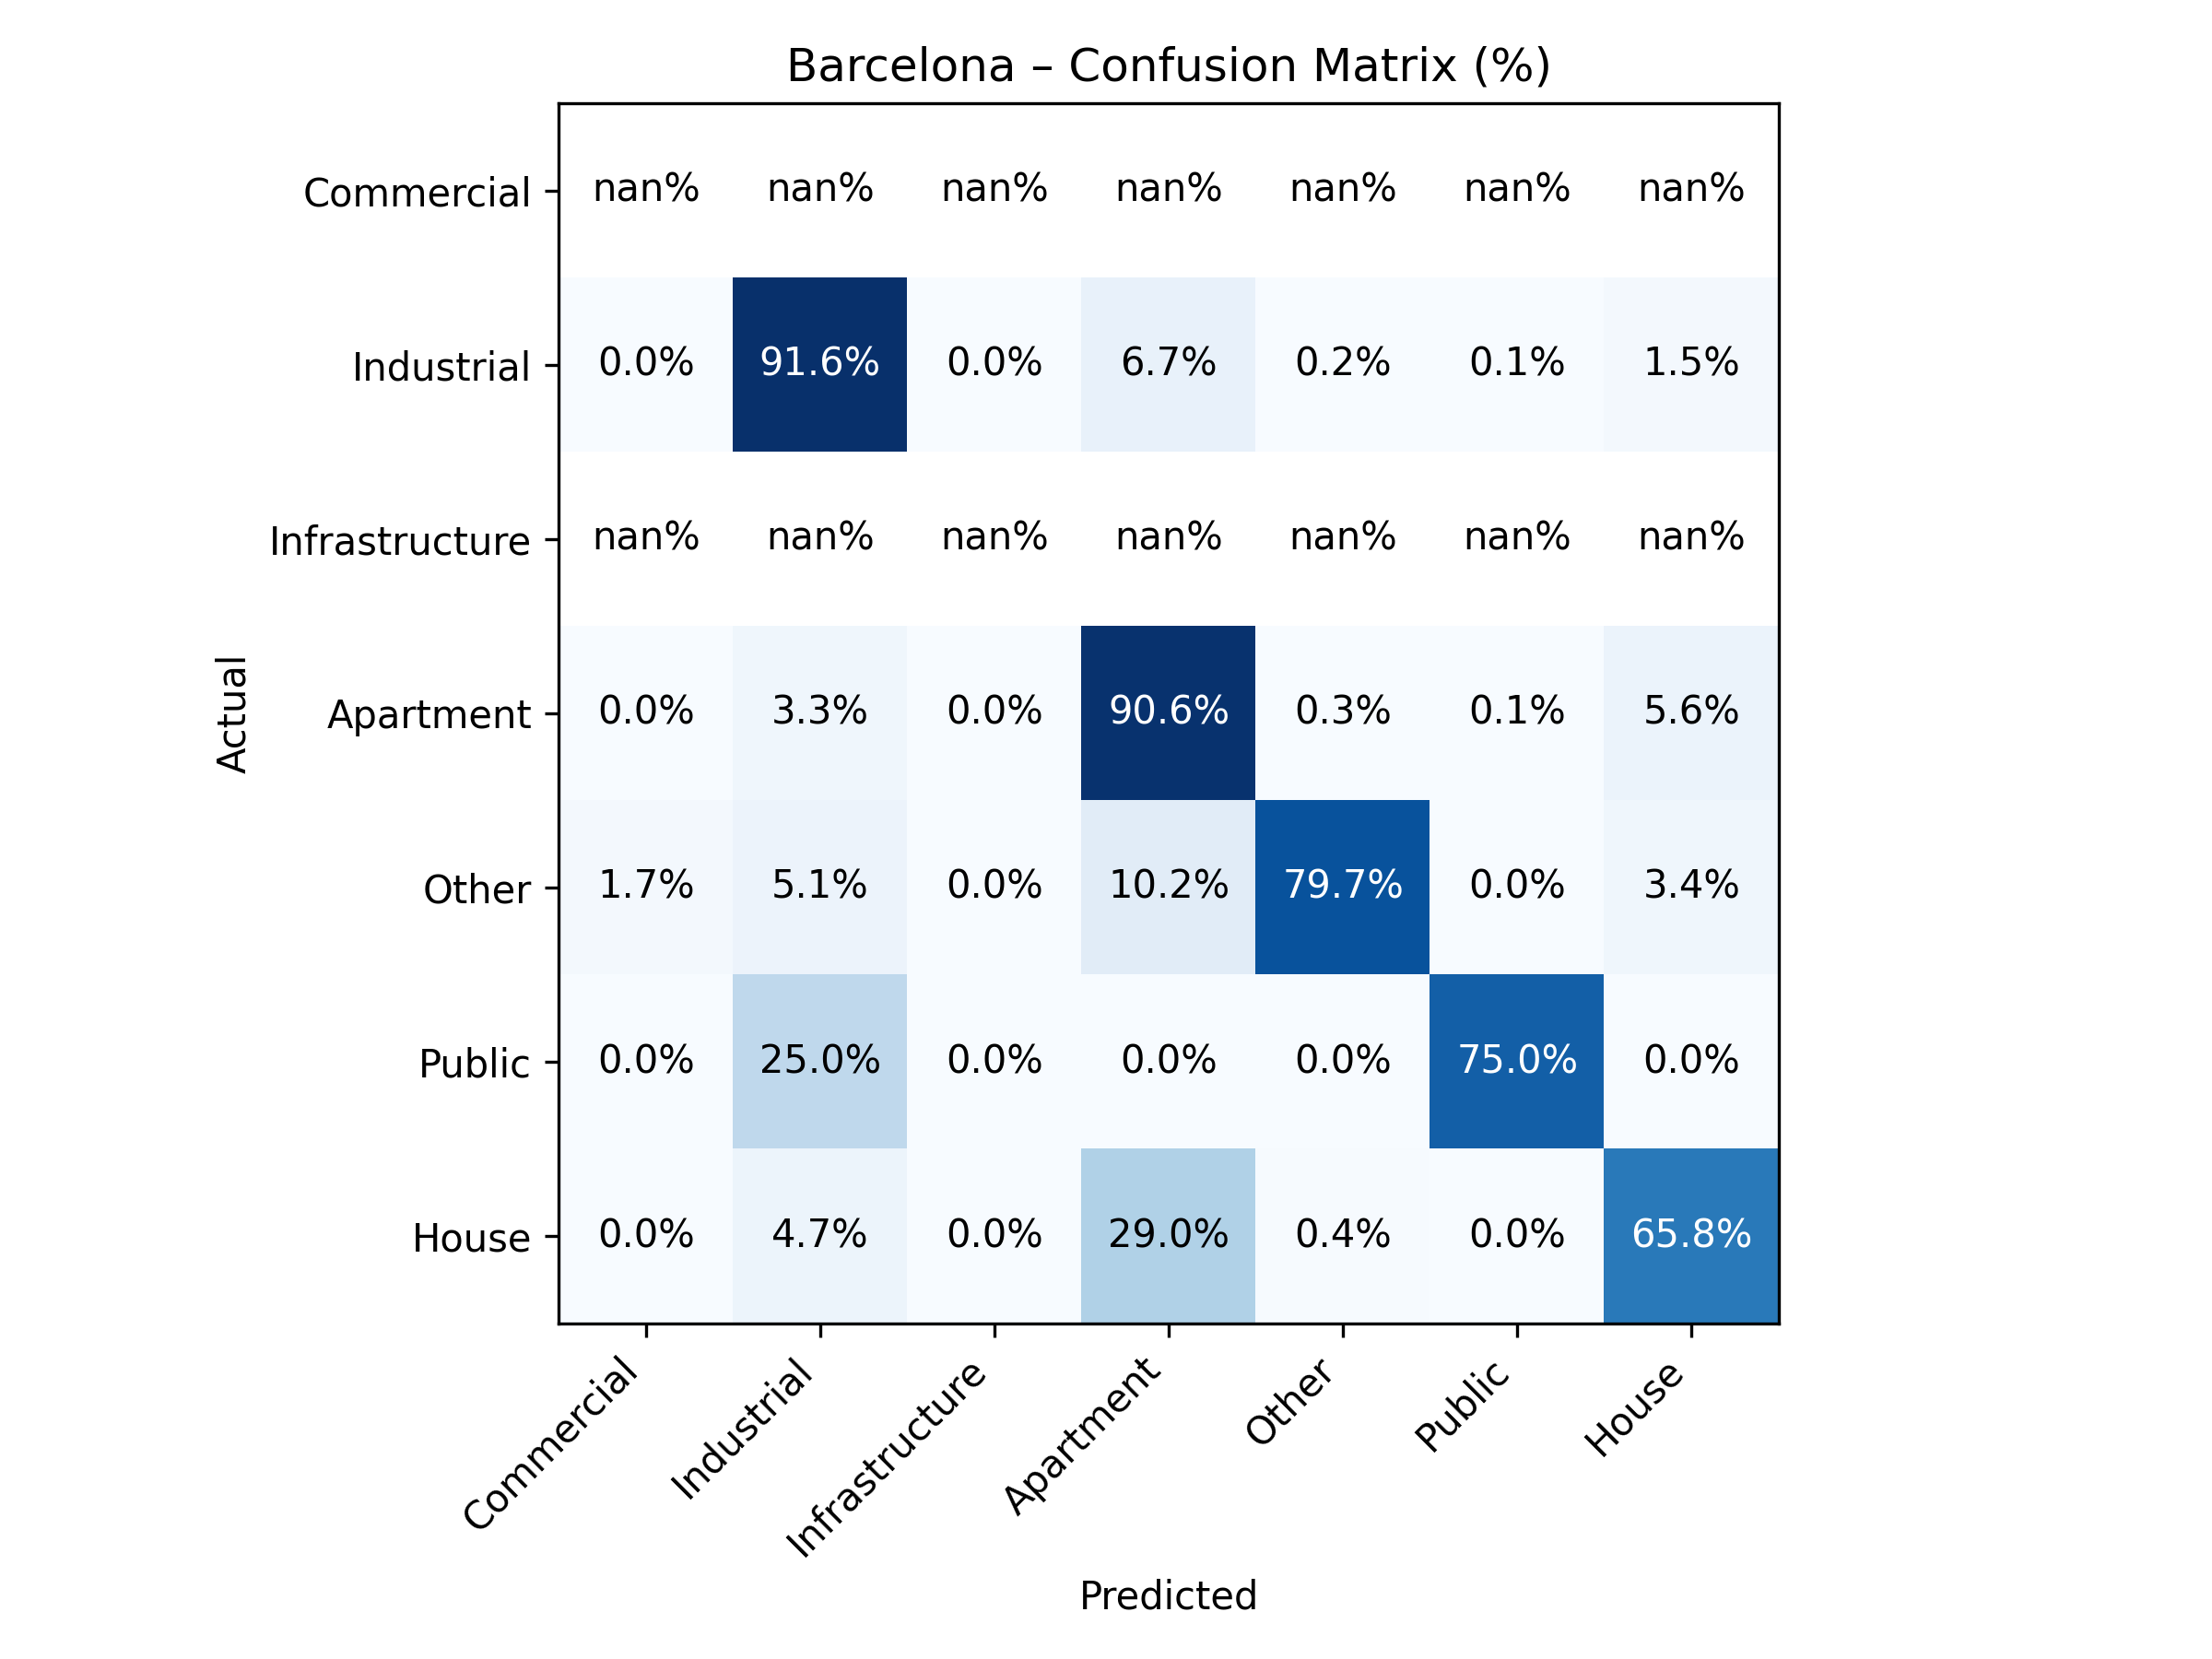 Barcelona – Confusion Matrix (%)
Actual
Commercial nan% nan% nan% nan% nan% nan% nan%
Industrial 0.0% 91.6% 0.0% 6.7% 0.2% 0.1% 1.5%
Infrastructure nan% nan% nan% nan% nan% nan% nan%
Apartment 0.0% 3.3% 0.0% 90.6% 0.3% 0.1% 5.6%
Other 1.7% 5.1% 0.0% 10.2% 79.7% 0.0% 3.4%
Public 0.0% 25.0% 0.0% 0.0% 0.0% 75.0% 0.0%
House 0.0% 4.7% 0.0% 29.0% 0.4% 0.0% 65.8%
Commercial Industrial Infrastructure Apartment Other Public House
Predicted